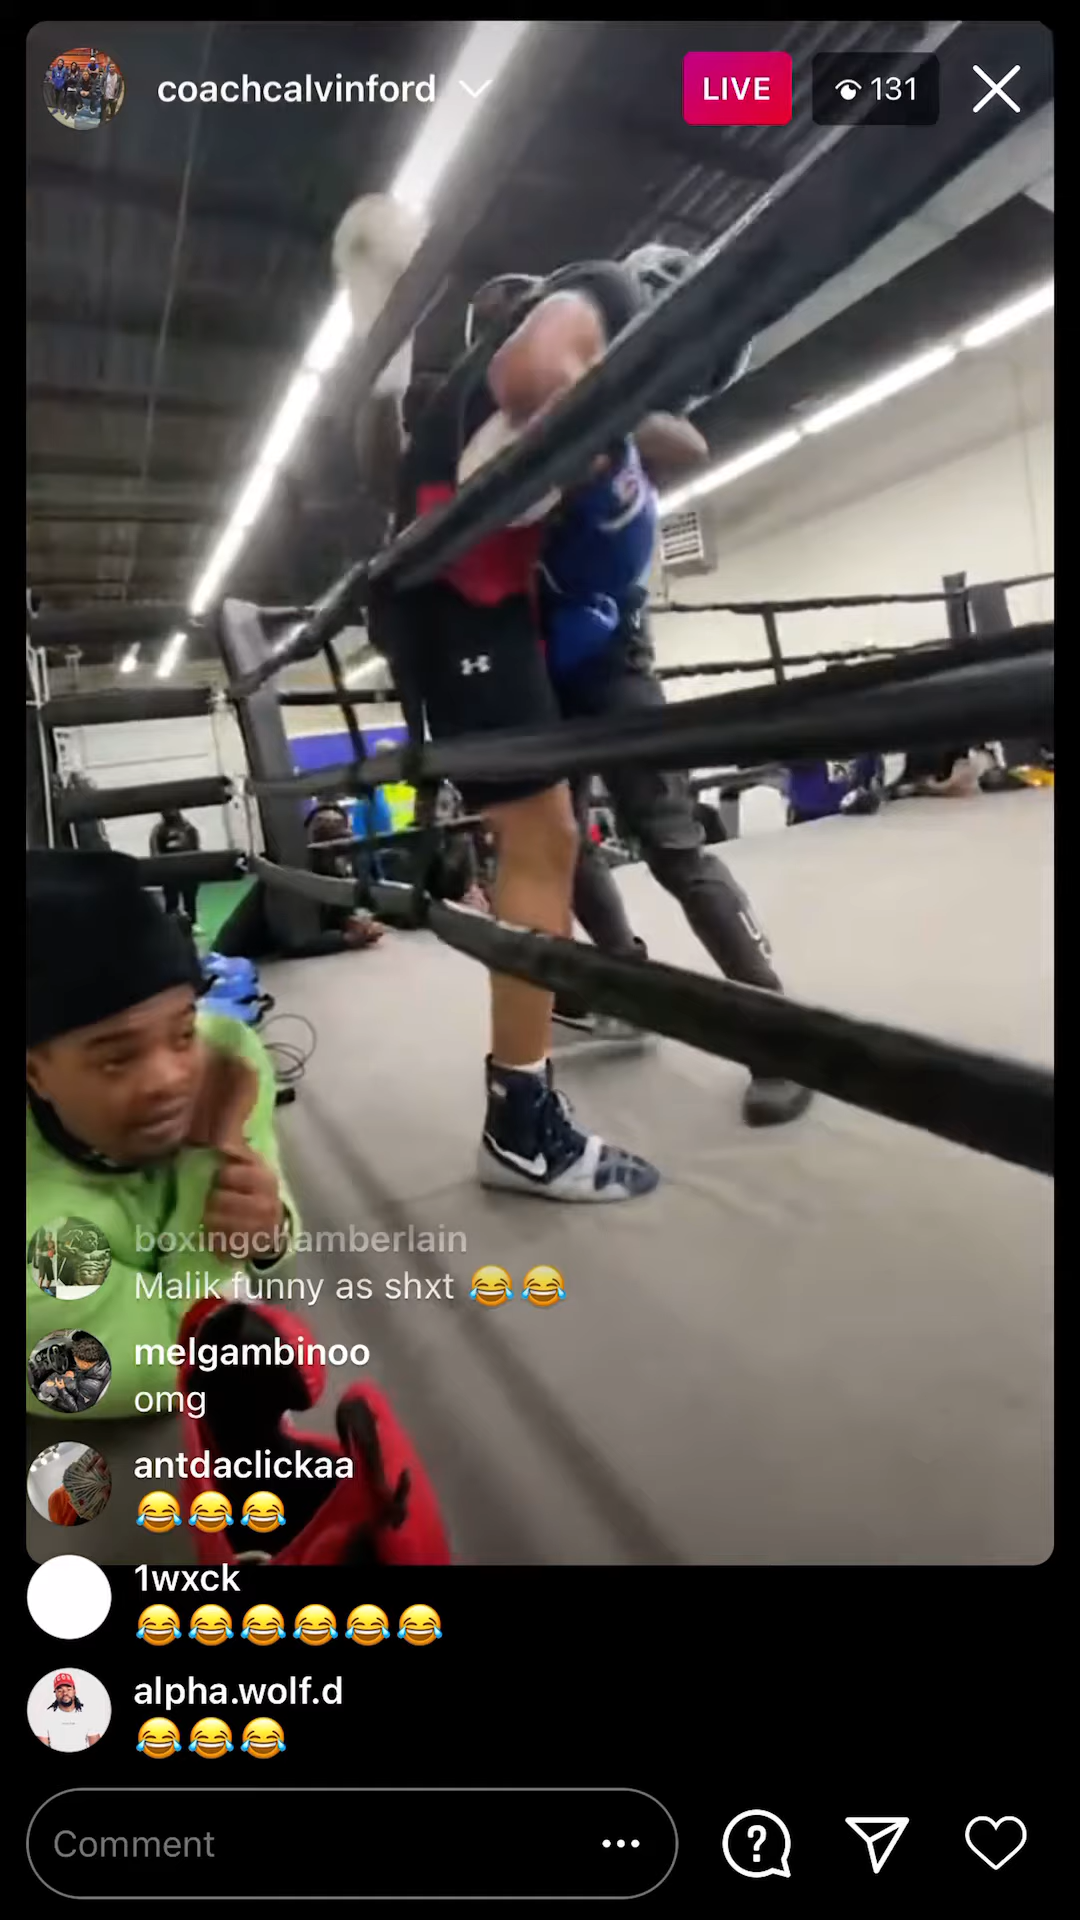 coachcalvinford
LIVE
131
boxingchamberlain
Malik funny as shxt 😂😂
melgambinoo
omg
antdaclickaa
😂😂😂
1wxck
😂😂😂😂😂😂
alpha.wolf.d
😂😂😂
Comment